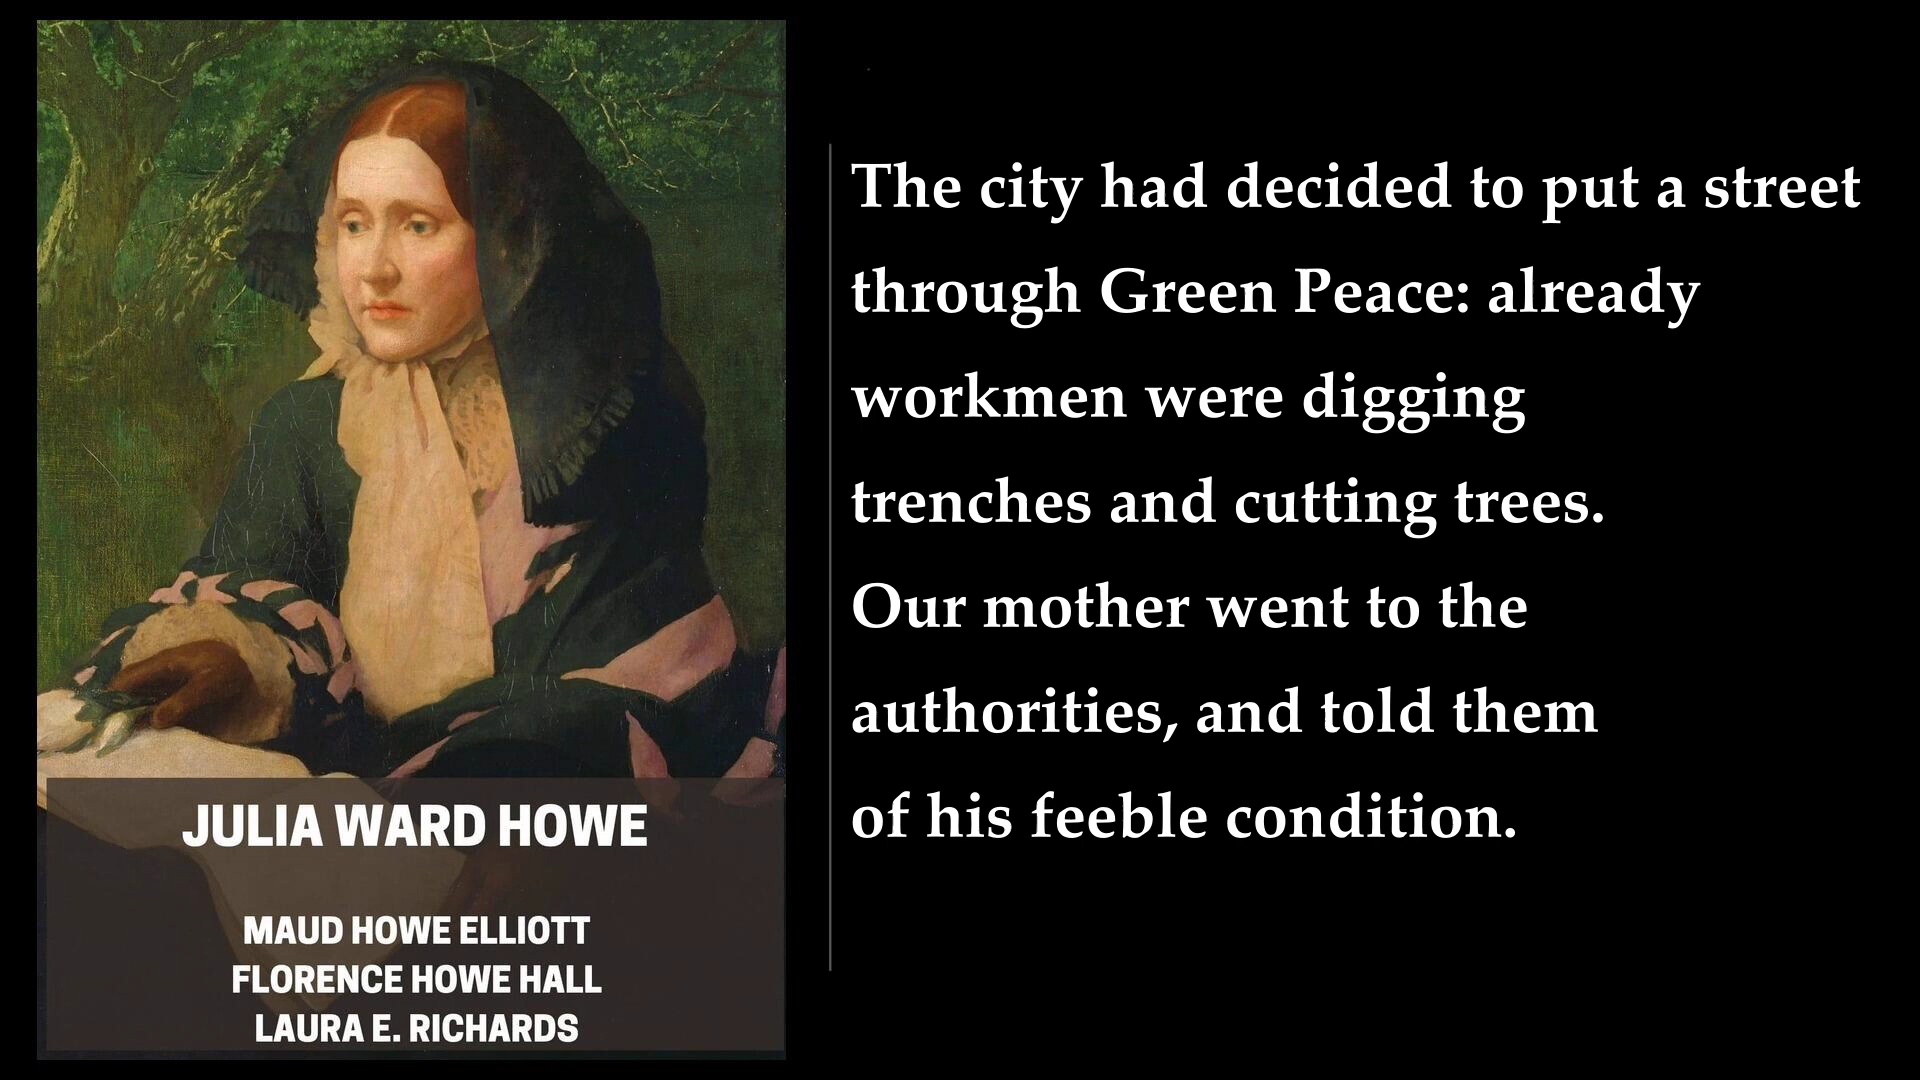 JULIA WARD HOWE
MAUD HOWE ELLIOTT
FLORENCE HOWE HALL
LAURA E. RICHARDS
The city had decided to put a street
through Green Peace: already
workmen were digging
trenches and cutting trees.
Our mother went to the
authorities, and told them
of his feeble condition.